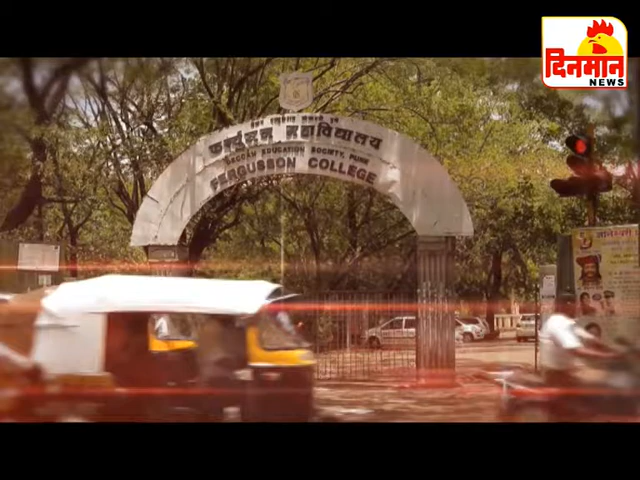 दिनमान
NEWS
फर्ग्युसन महाविद्यालय
DECCAN EDUCATION SOCIETY, PUNE
FERGUSSON COLLEGE